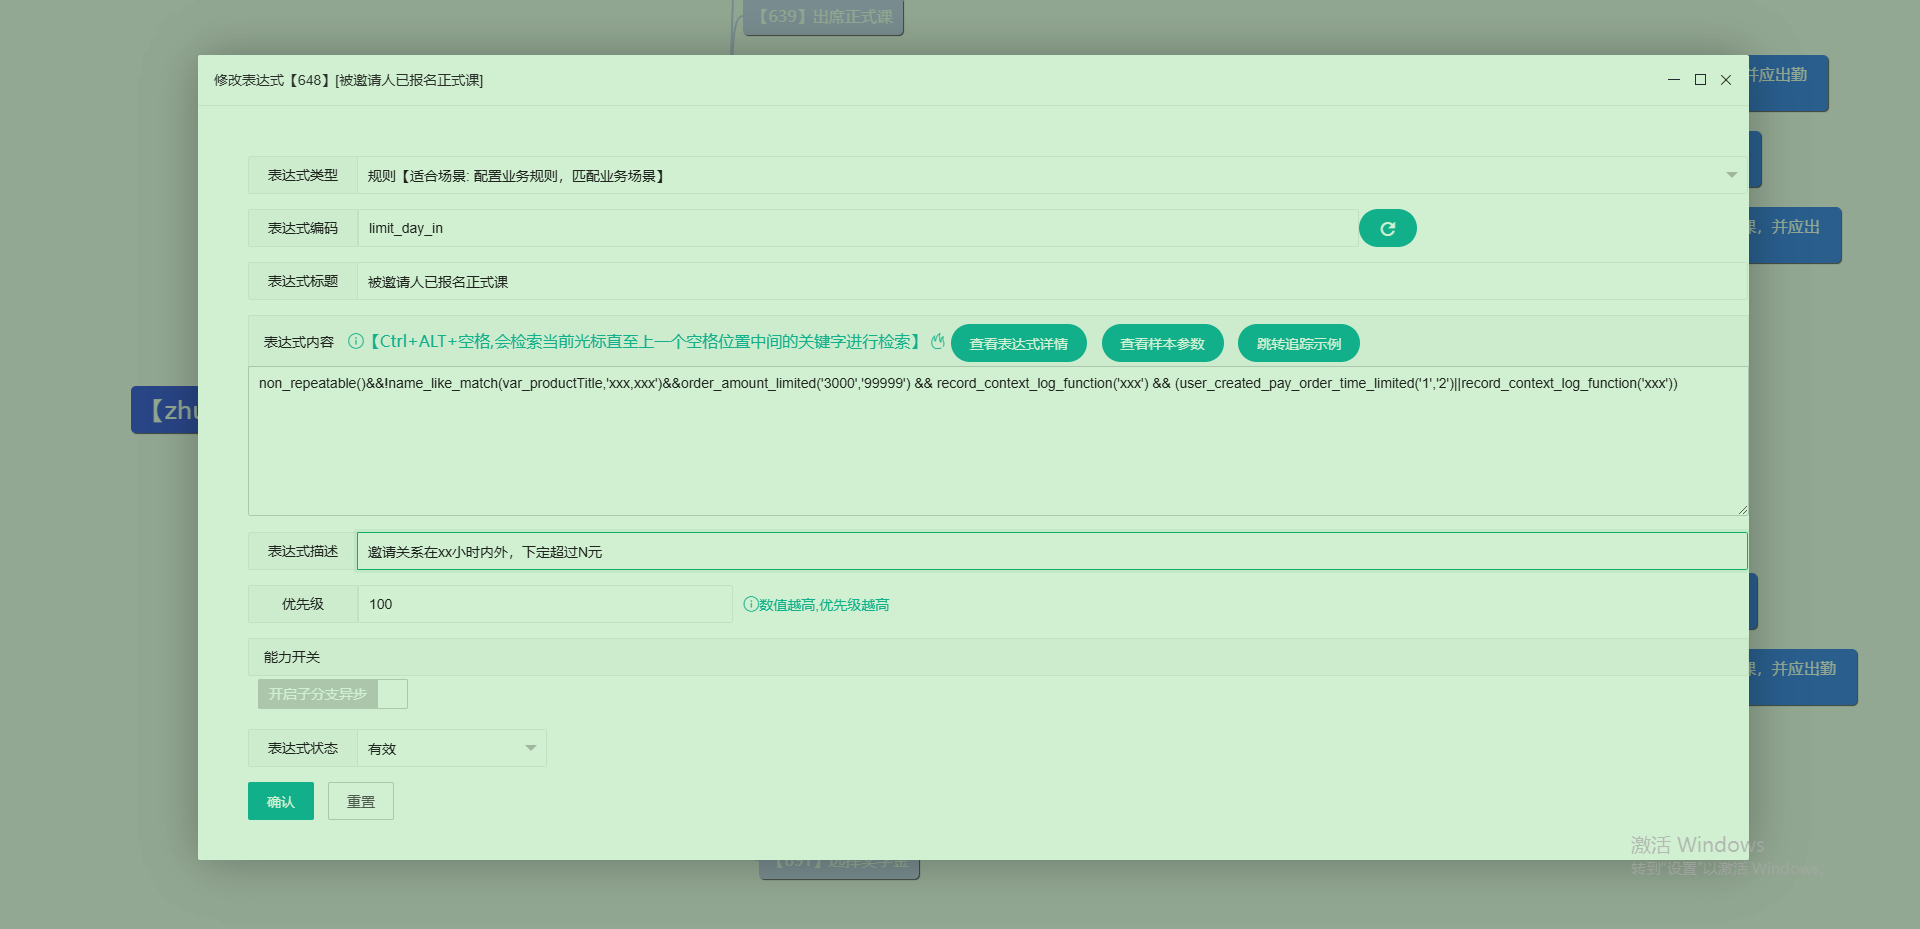 【639】出席正式课
修改表达式【648】[被邀请人已报名正式课]
并应出勤
表达式类型
规则【适合场景: 配置业务规则，匹配业务场景】
表达式编码
limit_day_in
课，并应出
表达式标题
被邀请人已报名正式课
表达式内容
【Ctrl+ALT+空格,会检索当前光标直至上一个空格位置中间的关键字进行检索】
查看表达式详情
查看样本参数
跳转追踪示例
non_repeatable()&&!name_like_match(var_productTitle,'xxx,xxx')&&order_amount_limited('3000','99999') && record_context_log_function('xxx') && (user_created_pay_order_time_limited('1','2')||record_context_log_function('xxx'))
【zhu
表达式描述
邀请关系在xx小时内外，下定超过N元
优先级
100
数值越高,优先级越高
能力开关
课，并应出勤
开启子分支异步
表达式状态
有效
确认
重置
激活 Windows
转到"设置"以激活 Windows。
【691】选择奖学金